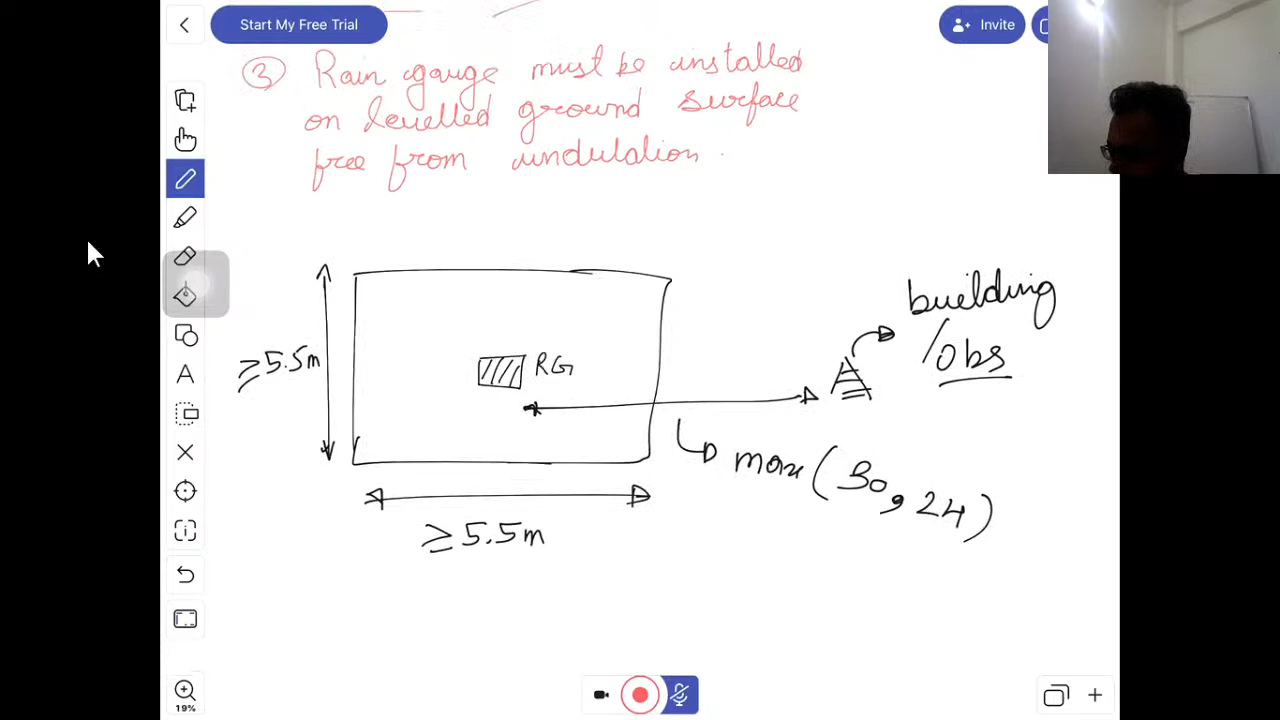 Start My Free Trial
Invite
③ Rain gauge must be installed
on levelled ground surface
free from undulation.
building
/obs
≥5.5m
RG
max (30, 24)
≥5.5m
A
19%